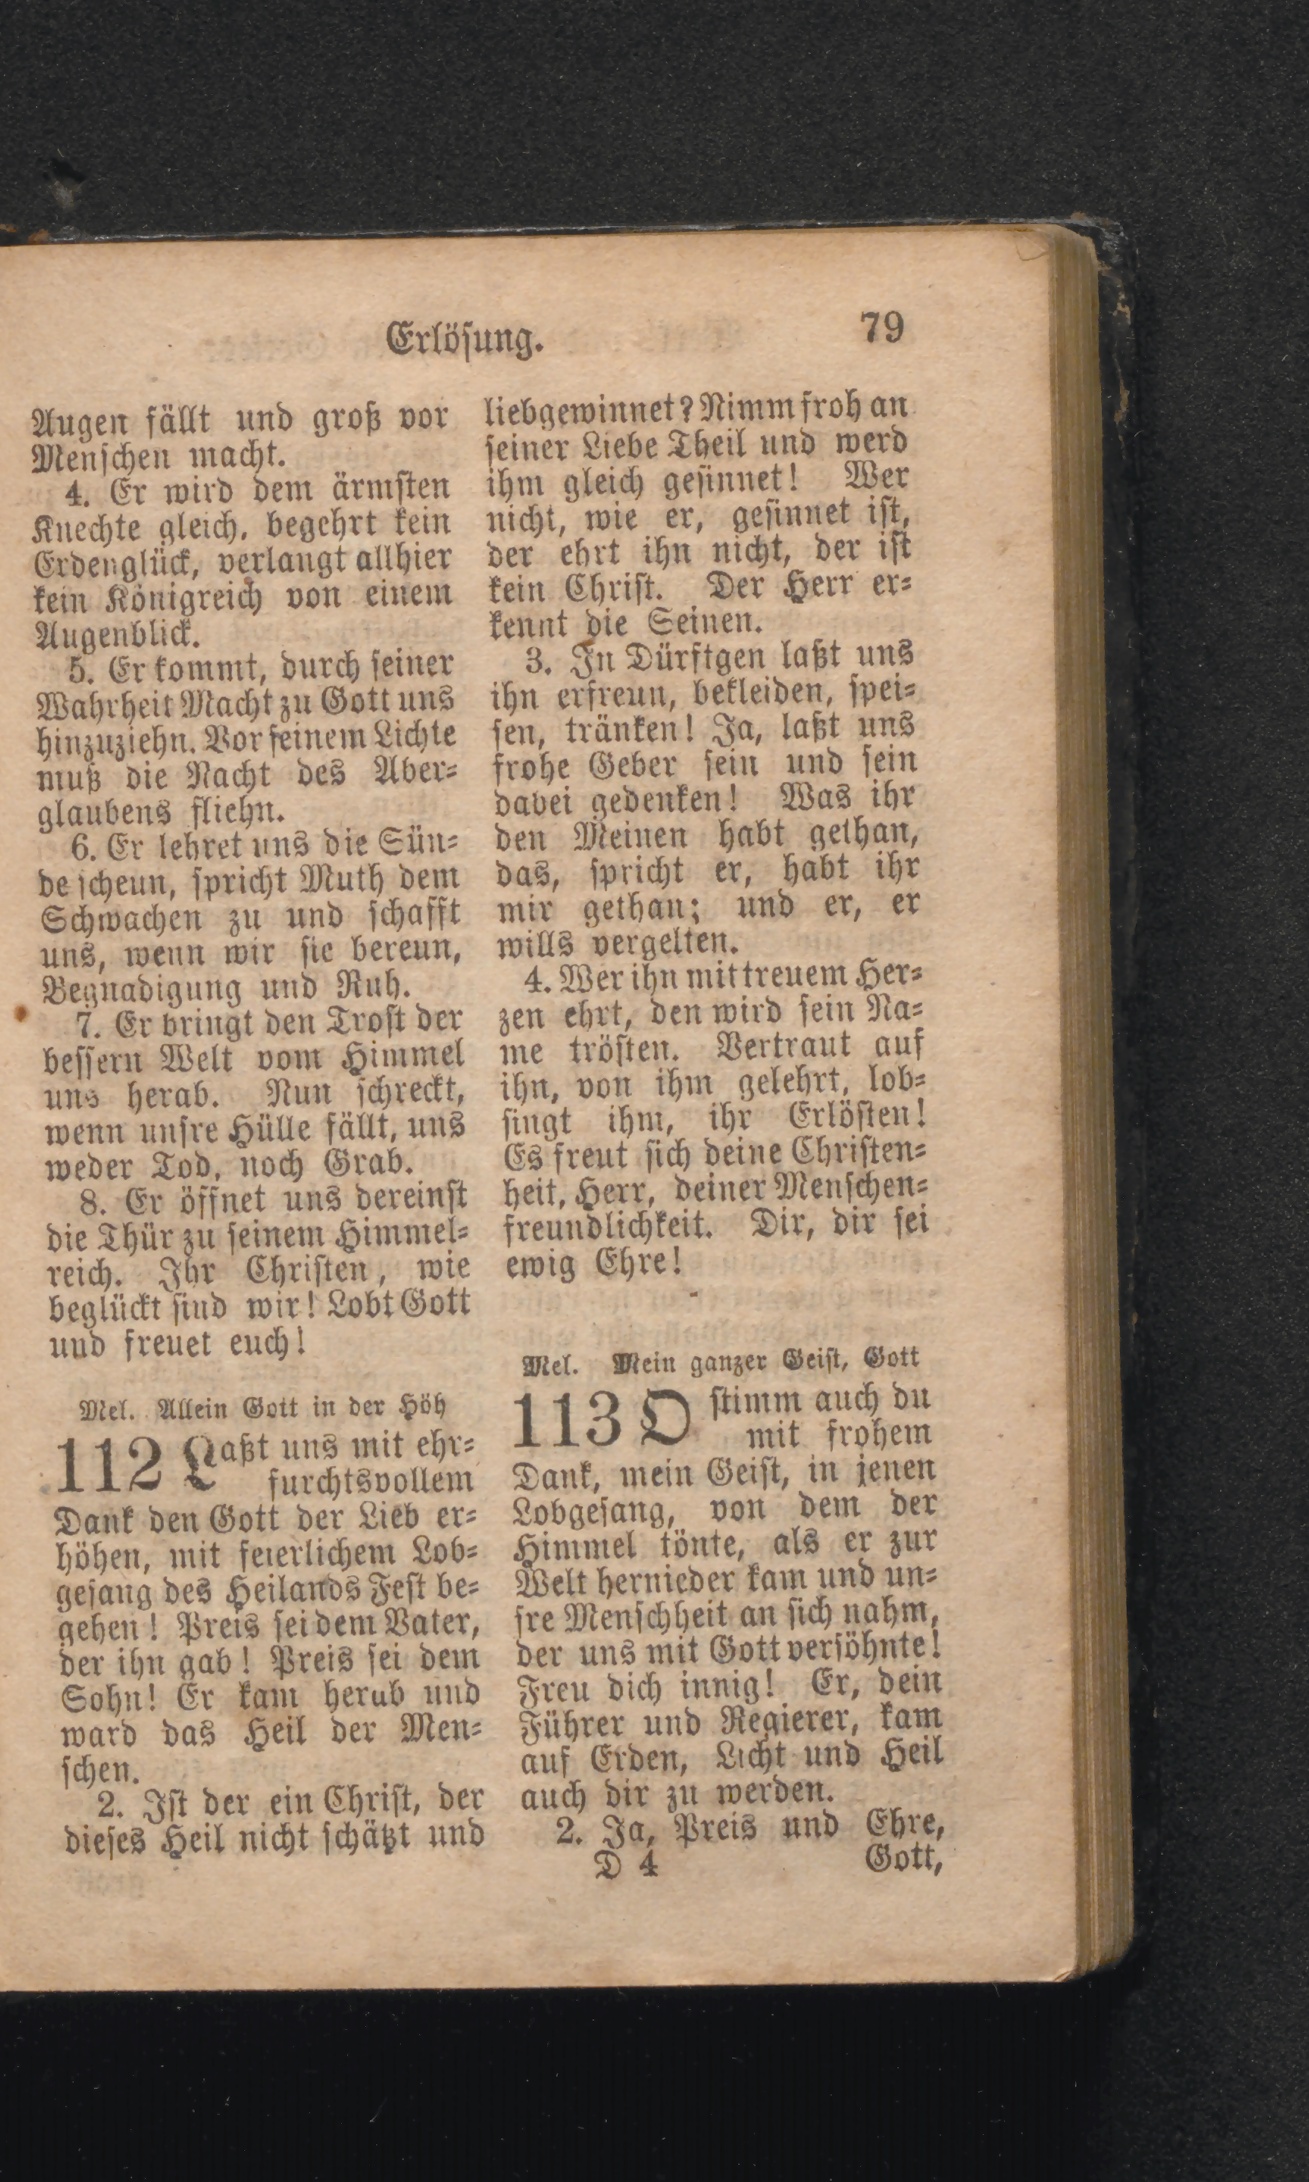 Erlösung.
79
Augen fällt und groß vor
Menschen macht.
4. Er wird dem ärmsten
Knechte gleich, begehrt kein
Erdenglück, verlangt allhier
kein Königreich von einem
Augenblick.
5. Er kommt, durch seiner
Wahrheit Macht zu Gott uns
hinzuziehn. Vor seinem Lichte
muß die Nacht des Aber-
glaubens fliehn.
6. Er lehret uns die Sün-
de scheun, spricht Muth dem
Schwachen zu und schafft
uns, wenn wir sie bereun,
Begnadigung und Ruh.
7. Er bringt den Trost der
bessern Welt vom Himmel
uns herab. Nun schreckt,
wenn unsre Hülle fällt, uns
weder Tod, noch Grab.
8. Er öffnet uns dereinst
die Thür zu seinem Himmel-
reich. Ihr Christen, wie
beglückt sind wir! Lobt Gott
und freuet euch!
Mel. Allein Gott in der Höh
112 Laßt uns mit ehr-
furchtsvollem
Dank den Gott der Lieb er-
höhen, mit feierlichem Lob-
gesang des Heilands Fest be-
gehen! Preis sei dem Vater,
der ihn gab! Preis sei dem
Sohn! Er kam herab und
ward das Heil der Men-
schen.
2. Ist der ein Christ, der
dieses Heil nicht schätzt und
liebgewinnet? Nimm froh an
seiner Liebe Theil und werd
ihm gleich gesinnet! Wer
nicht, wie er, gesinnet ist,
der ehrt ihn nicht, der ist
kein Christ. Der Herr er-
kennt die Seinen.
3. In Dürftgen laßt uns
ihn erfreun, bekleiden, spei-
sen, tränken! Ja, laßt uns
frohe Geber sein und sein
dabei gedenken! Was ihr
den Meinen habt gethan,
das, spricht er, habt ihr
mir gethan; und er, er
wills vergelten.
4. Wer ihn mit treuem Her-
zen ehrt, den wird sein Na-
me trösten. Vertraut auf
ihn, von ihm gelehrt, lob-
singt ihm, ihr Erlösten!
Es freut sich deine Christen-
heit, Herr, deiner Menschen-
freundlichkeit. Dir, dir sei
ewig Ehre!
Mel. Mein ganzer Geist, Gott
113 O stimm auch du
mit frohem
Dank, mein Geist, in jenen
Lobgesang, von dem der
Himmel tönte, als er zur
Welt hernieder kam und un-
sre Menschheit an sich nahm,
der uns mit Gott versöhnte!
Freu dich innig! Er, dein
Führer und Regierer, kam
auf Erden, Licht und Heil
auch dir zu werden.
2. Ja, Preis und Ehre,
D 4 Gott,